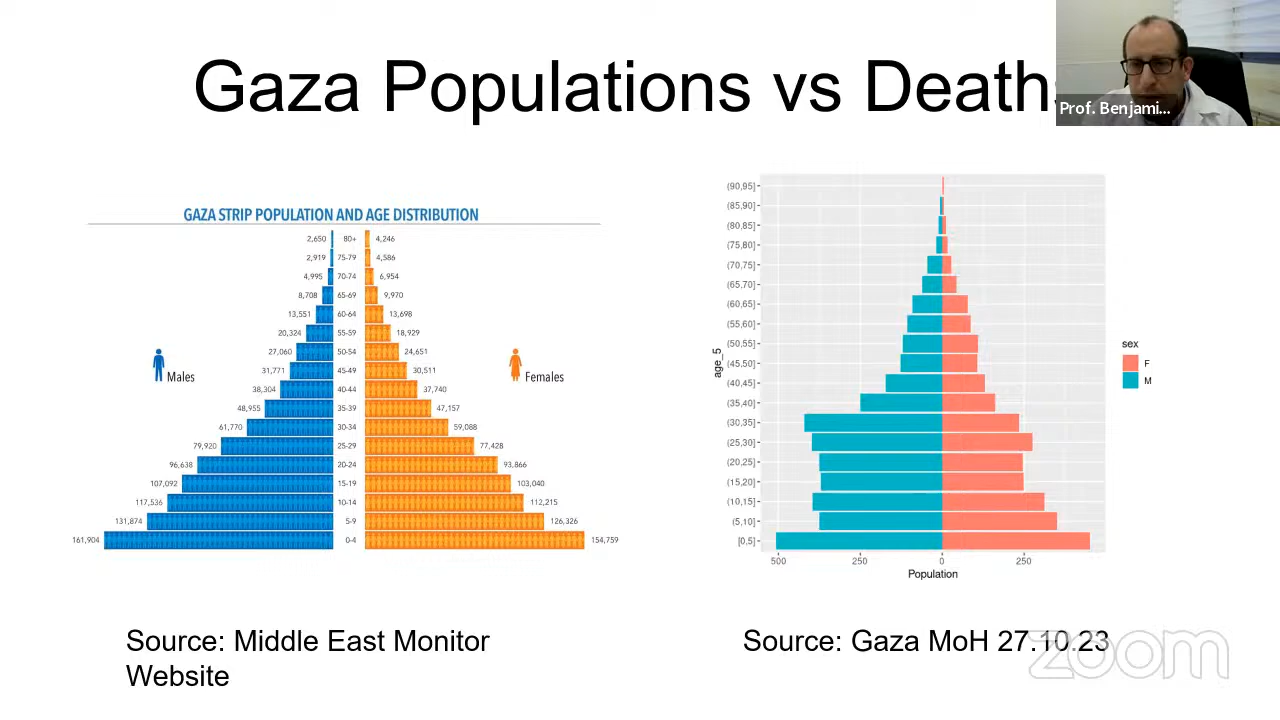 Gaza Populations vs Death
Prof. Benjami...
GAZA STRIP POPULATION AND AGE DISTRIBUTION
2,650 80+ 4,246
2,919 75-79 4,586
4,995 70-74 6,954
8,708 65-69 9,970
13,551 60-64 13,698
20,324 55-59 18,929
27,060 50-54 24,651
31,771 45-49 30,511
38,304 40-44 37,740
48,955 35-39 47,157
61,770 30-34 59,088
79,920 25-29 77,428
96,638 20-24 93,866
107,092 15-19 103,040
117,536 10-14 112,215
131,874 5-9 126,326
161,904 0-4 154,759
Males
Females
(90,95]
(85,90]
(80,85]
(75,80]
(70,75]
(65,70]
(60,65]
(55,60]
(50,55]
(45,50]
(40,45]
(35,40]
(30,35]
(25,30]
(20,25]
(15,20]
(10,15]
(5,10]
[0,5]
age_5
500 250 0 250
Population
sex
F
M
Source: Middle East Monitor
Website
Source: Gaza MoH 27.10.23
zoom